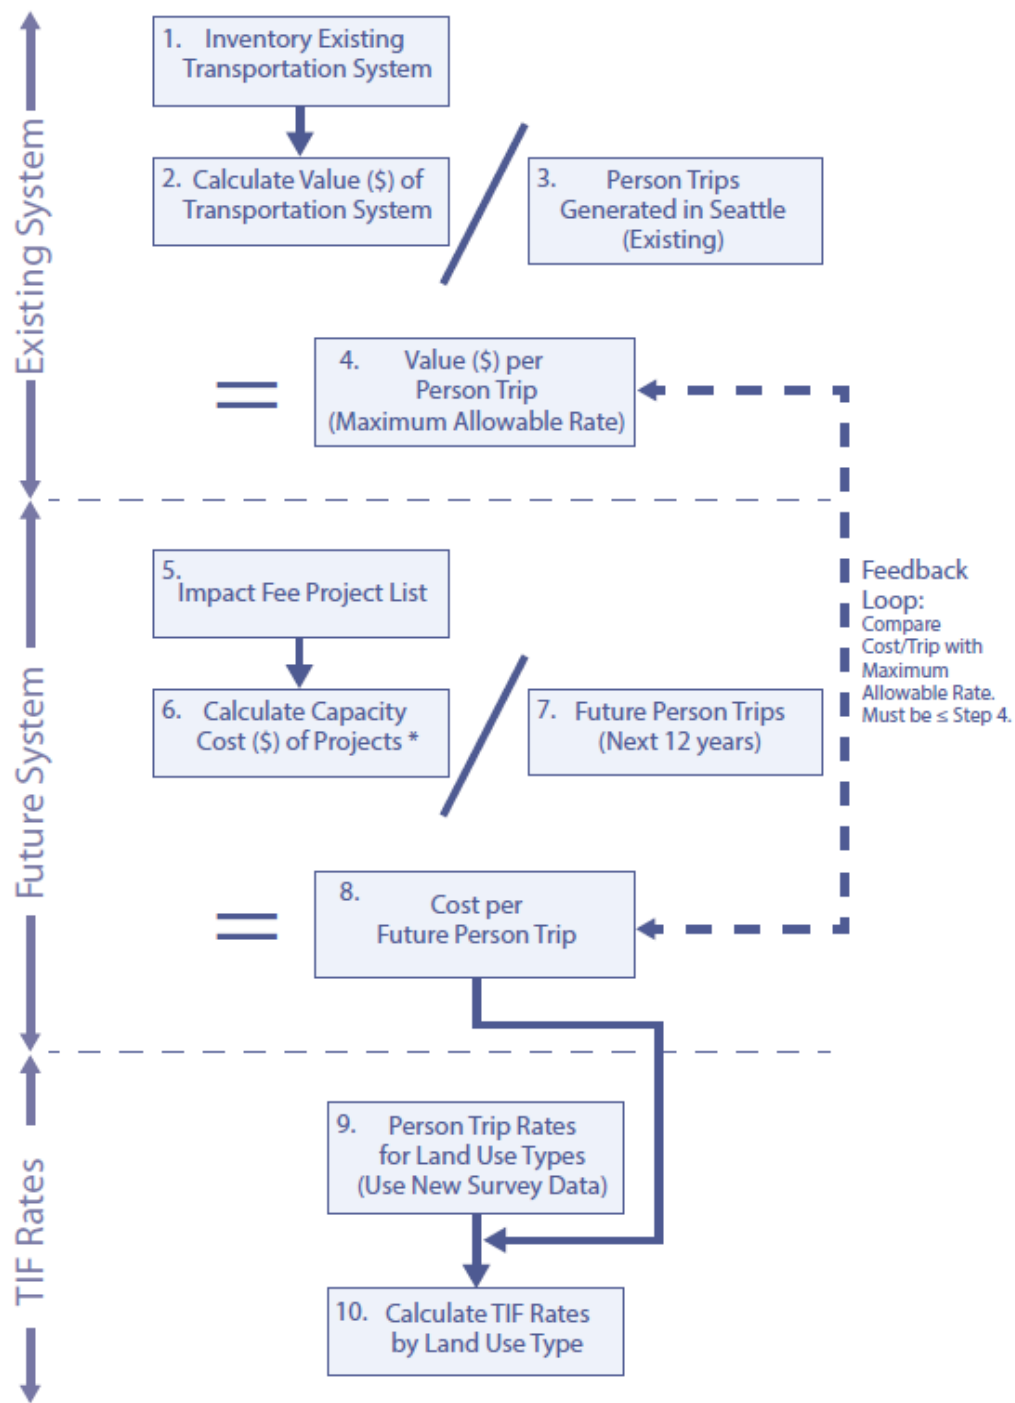 Existing System
1. Inventory Existing
Transportation System
2. Calculate Value ($) of
Transportation System
3. Person Trips
Generated in Seattle
(Existing)
4. Value ($) per
Person Trip
(Maximum Allowable Rate)
Future System
5.
Impact Fee Project List
Feedback
Loop:
Compare
Cost/Trip with
Maximum
Allowable Rate.
Must be ≤ Step 4.
6. Calculate Capacity
Cost ($) of Projects *
7. Future Person Trips
(Next 12 years)
8.
Cost per
Future Person Trip
TIF Rates
9. Person Trip Rates
for Land Use Types
(Use New Survey Data)
10. Calculate TIF Rates
by Land Use Type